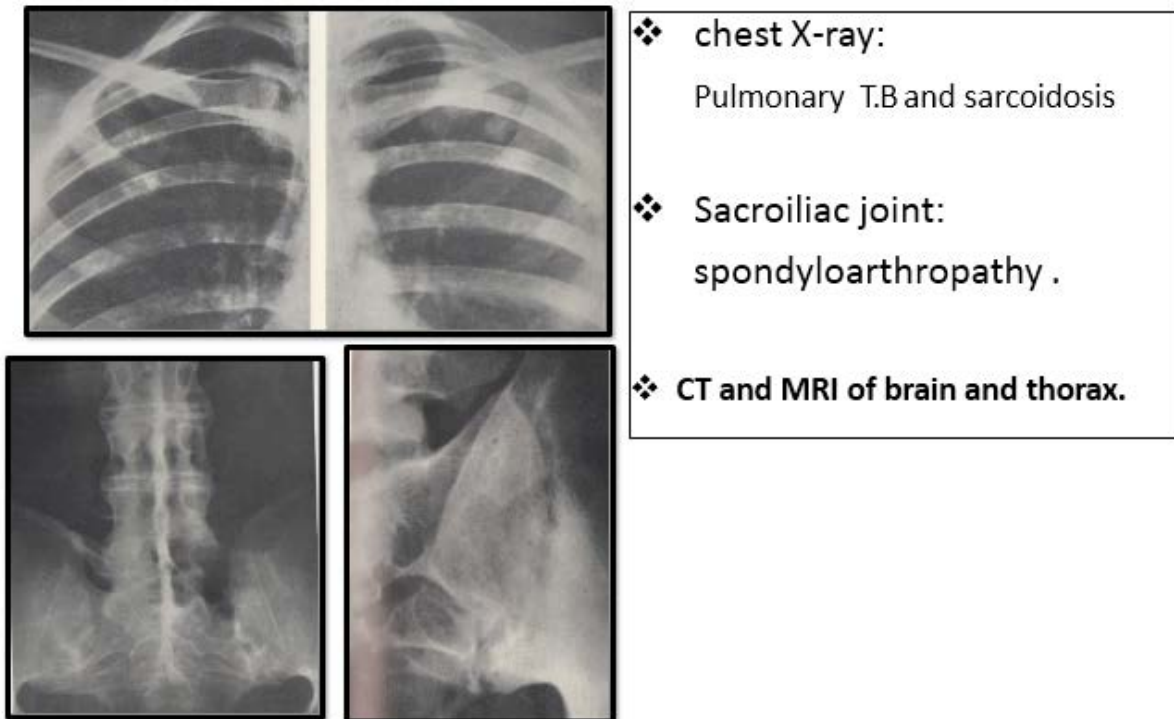 ❖ chest X-ray:
Pulmonary T.B and sarcoidosis
❖ Sacroiliac joint:
spondyloarthropathy .
❖ CT and MRI of brain and thorax.